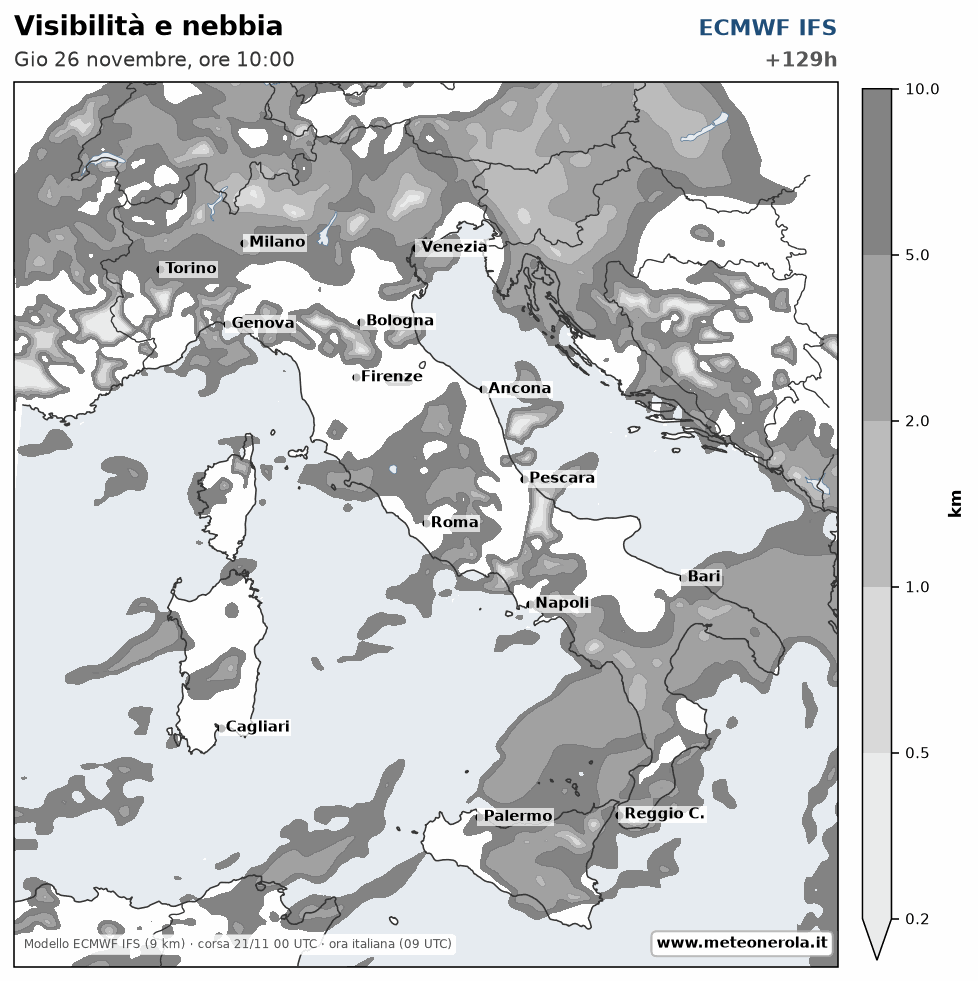 Visibilità e nebbia
ECMWF IFS
Gio 26 novembre, ore 10:00
+129h
10.0
5.0
2.0
1.0
0.5
0.2
km
Milano
Venezia
Torino
Genova
Bologna
Firenze
Ancona
Pescara
Roma
Bari
Napoli
Cagliari
Palermo
Reggio C.
Modello ECMWF IFS (9 km) · corsa 21/11 00 UTC · ora italiana (09 UTC)
www.meteonerola.it